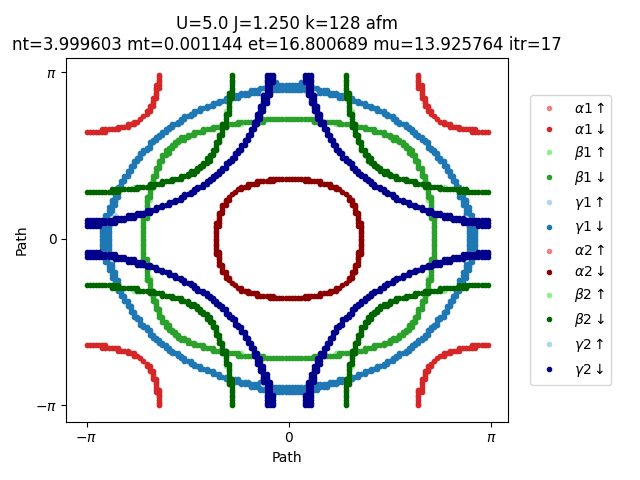 U=5.0 J=1.250 k=128 afm
nt=3.999603 mt=0.001144 et=16.800689 mu=13.925764 itr=17
π
0
−π
Path
−π
0
π
Path
α1↑
α1↓
β1↑
β1↓
γ1↑
γ1↓
α2↑
α2↓
β2↑
β2↓
γ2↑
γ2↓